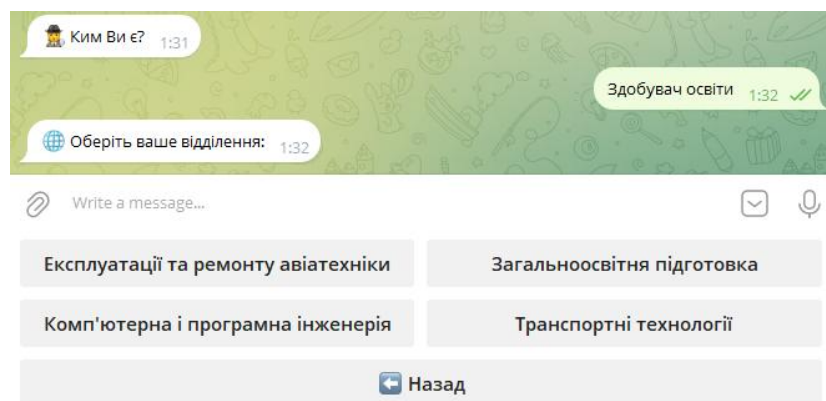 🕵️ Ким Ви є? 1:31
Здобувач освіти 1:32
🌐 Оберіть ваше відділення: 1:32
Write a message...
Експлуатації та ремонту авіатехніки
Загальноосвітня підготовка
Комп'ютерна і програмна інженерія
Транспортні технології
⬅️ Назад